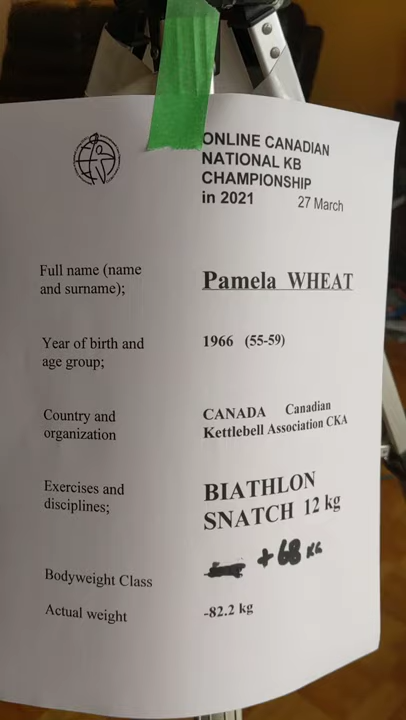 ONLINE CANADIAN
NATIONAL KB
CHAMPIONSHIP
in 2021 27 March
Full name (name
and surname);
Pamela WHEAT
Year of birth and
age group;
1966 (55-59)
Country and
organization
CANADA Canadian
Kettlebell Association CKA
Exercises and
disciplines;
BIATHLON
SNATCH 12 kg
Bodyweight Class
+68 KG
Actual weight
-82.2 kg